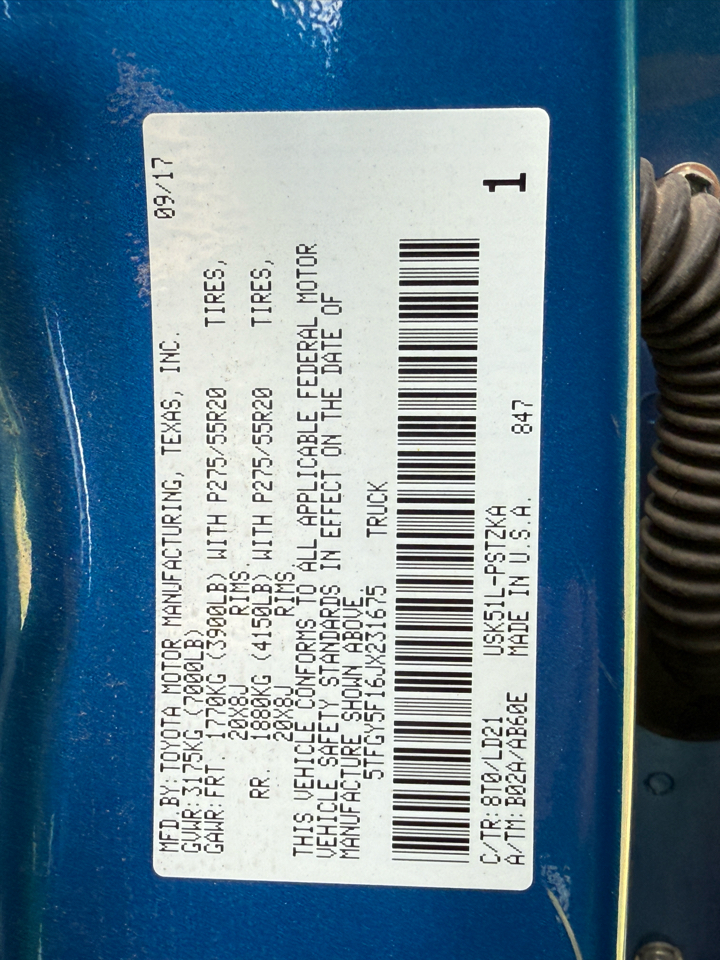 MFD.BY:TOYOTA MOTOR MANUFACTURING, TEXAS, INC. 09/17
GVWR:3175KG (7000LB)
GAWR:FRT. 1770KG (3900LB) WITH P275/55R20 TIRES,
20X8J RIMS.
RR. 1880KG (4150LB) WITH P275/55R20 TIRES,
20X8J RIMS
THIS VEHICLE CONFORMS TO ALL APPLICABLE FEDERAL MOTOR
VEHICLE SAFETY STANDARDS IN EFFECT ON THE DATE OF
MANUFACTURE SHOWN ABOVE.
5TFGY5F16JX231675 TRUCK
C/TR:8T0/LD21 USK51L-PSTZKA 847
A/TM:B02A/AB60E MADE IN U.S.A.
1